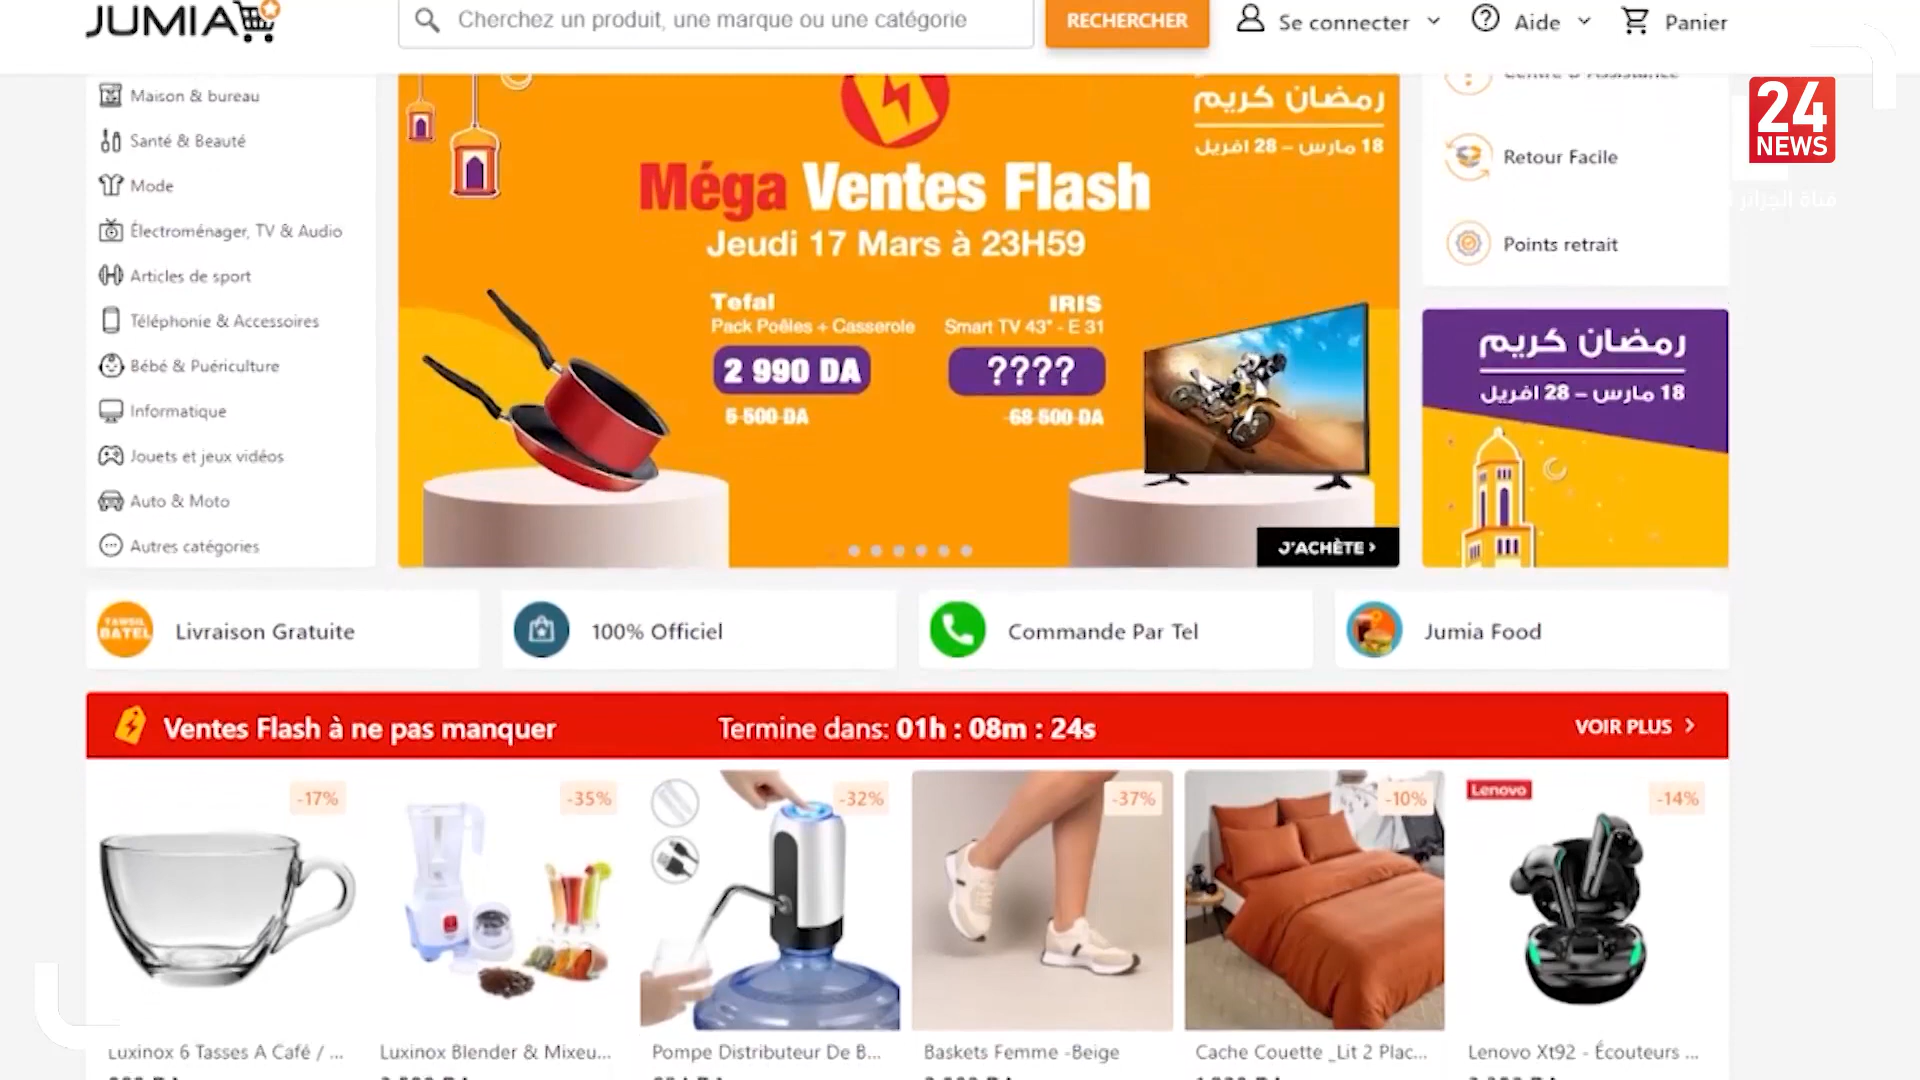 JUMIA
Cherchez un produit, une marque ou une catégorie
RECHERCHER
Se connecter
Aide
Panier
24
NEWS
قناة الجزائر
Maison & bureau
Santé & Beauté
Mode
Électroménager, TV & Audio
Articles de sport
Téléphonie & Accessoires
Bébé & Puériculture
Informatique
Jouets et jeux vidéos
Auto & Moto
Autres catégories
رمضان كريم
18 مارس – 28 افريل
Méga Ventes Flash
Jeudi 17 Mars à 23H59
Tefal
Pack Poêles + Casserole
2 990 DA
5 500 DA
IRIS
Smart TV 43" - E 31
????
68 500 DA
J'ACHÈTE ›
Centre d'Assistance
Retour Facile
Points retrait
رمضان كريم
18 مارس – 28 افريل
TAWSIL
BATEL
Livraison Gratuite
100% Officiel
Commande Par Tel
Jumia Food
Ventes Flash à ne pas manquer
Termine dans: 01h : 08m : 24s
VOIR PLUS
-17%
-35%
-32%
-37%
-10%
Lenovo
-14%
Luxinox 6 Tasses A Café / ...
Luxinox Blender & Mixeu...
Pompe Distributeur De B...
Baskets Femme -Beige
Cache Couette _Lit 2 Plac...
Lenovo Xt92 - Écouteurs ...